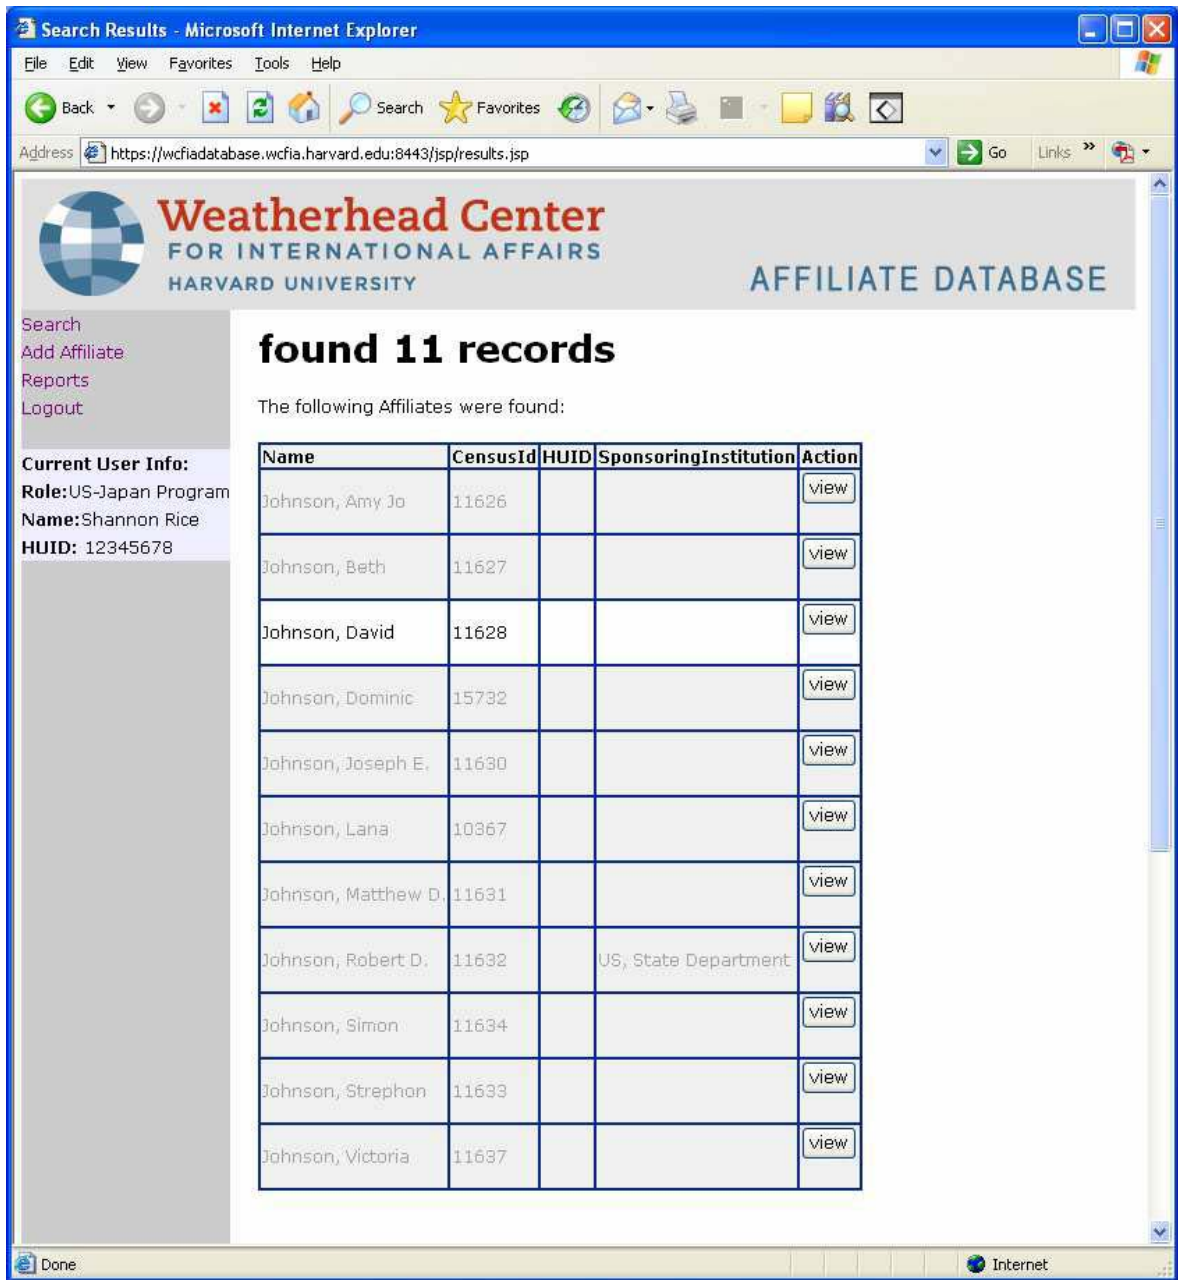 Search Results - Microsoft Internet Explorer
File Edit View Favorites Tools Help
Back Search Favorites
Address https://wcfiadatabase.wcfia.harvard.edu:8443/jsp/results.jsp Go Links »
Weatherhead Center
FOR INTERNATIONAL AFFAIRS
HARVARD UNIVERSITY
AFFILIATE DATABASE
Search
Add Affiliate
Reports
Logout
Current User Info:
Role:US-Japan Program
Name:Shannon Rice
HUID: 12345678
found 11 records
The following Affiliates were found:
Name CensusId HUID SponsoringInstitution Action
Johnson, Amy Jo 11626 view
Johnson, Beth 11627 view
Johnson, David 11628 view
Johnson, Dominic 15732 view
Johnson, Joseph E. 11630 view
Johnson, Lana 10367 view
Johnson, Matthew D. 11631 view
Johnson, Robert D. 11632 US, State Department view
Johnson, Simon 11634 view
Johnson, Strephon 11633 view
Johnson, Victoria 11637 view
Done Internet